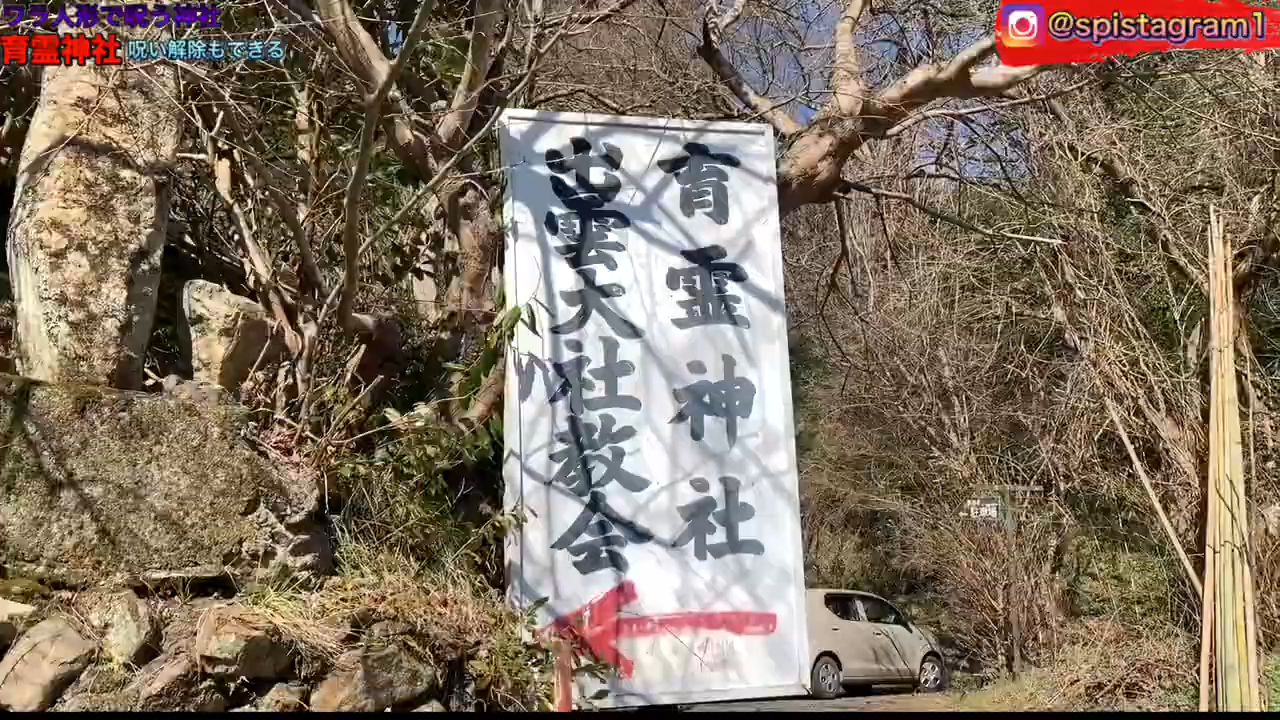 ワラ人形で呪う神社
育霊神社 呪い解除もできる
@spistagram1
育霊神社
出雲大社教会